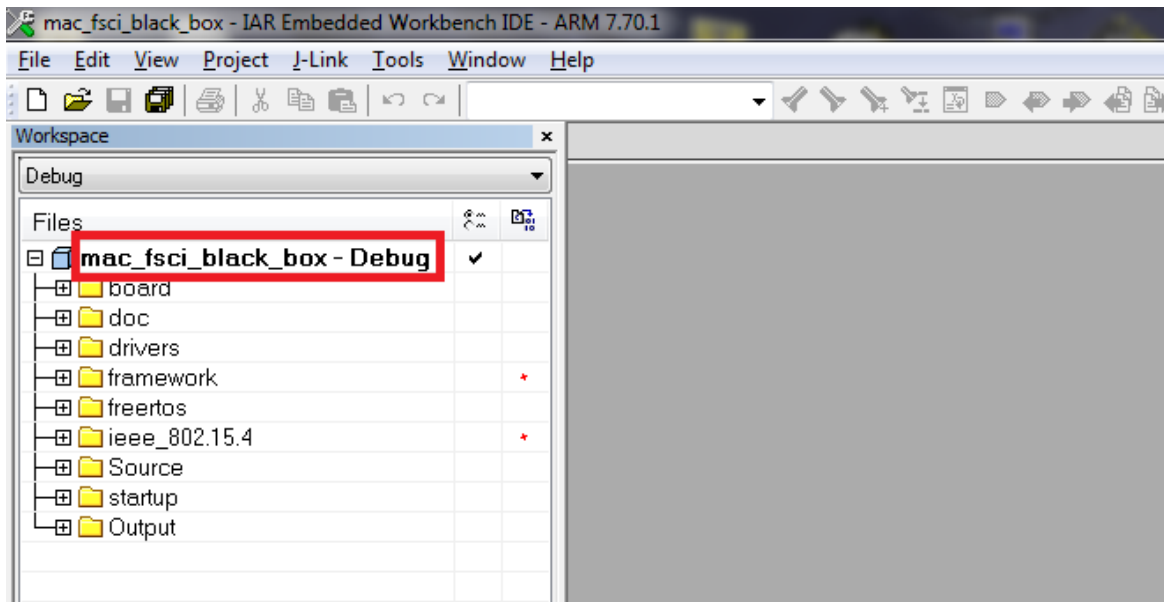 mac_fsci_black_box - IAR Embedded Workbench IDE - ARM 7.70.1
File Edit View Project J-Link Tools Window Help
Workspace
Debug
Files
mac_fsci_black_box - Debug
board
doc
drivers
framework
freertos
ieee_802.15.4
Source
startup
Output